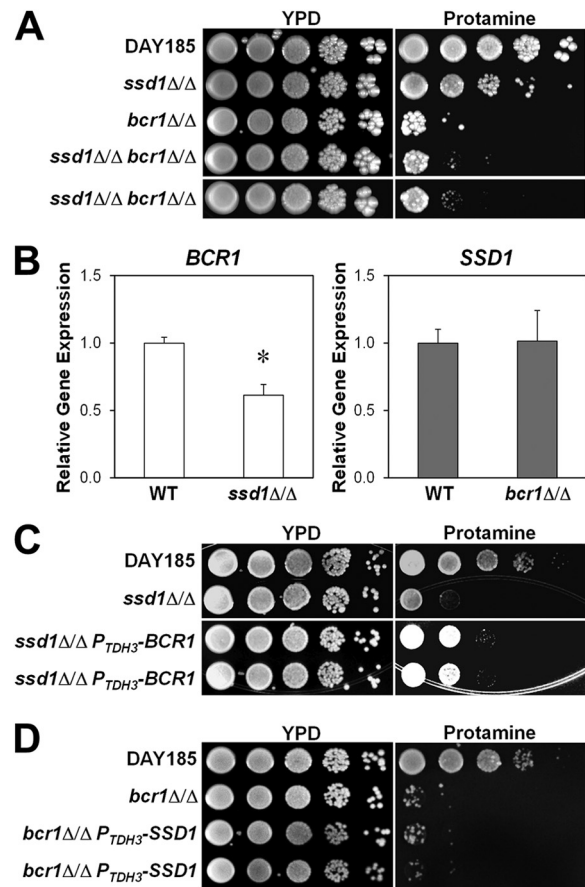 A
YPD Protamine
DAY185
ssd1Δ/Δ
bcr1Δ/Δ
ssd1Δ/Δ bcr1Δ/Δ
ssd1Δ/Δ bcr1Δ/Δ
B
BCR1
Relative Gene Expression
1.5
1.0
0.5
0.0
*
WT ssd1Δ/Δ
SSD1
Relative Gene Expression
1.5
1.0
0.5
0.0
WT bcr1Δ/Δ
C
YPD Protamine
DAY185
ssd1Δ/Δ
ssd1Δ/Δ PTDH3-BCR1
ssd1Δ/Δ PTDH3-BCR1
D
YPD Protamine
DAY185
bcr1Δ/Δ
bcr1Δ/Δ PTDH3-SSD1
bcr1Δ/Δ PTDH3-SSD1